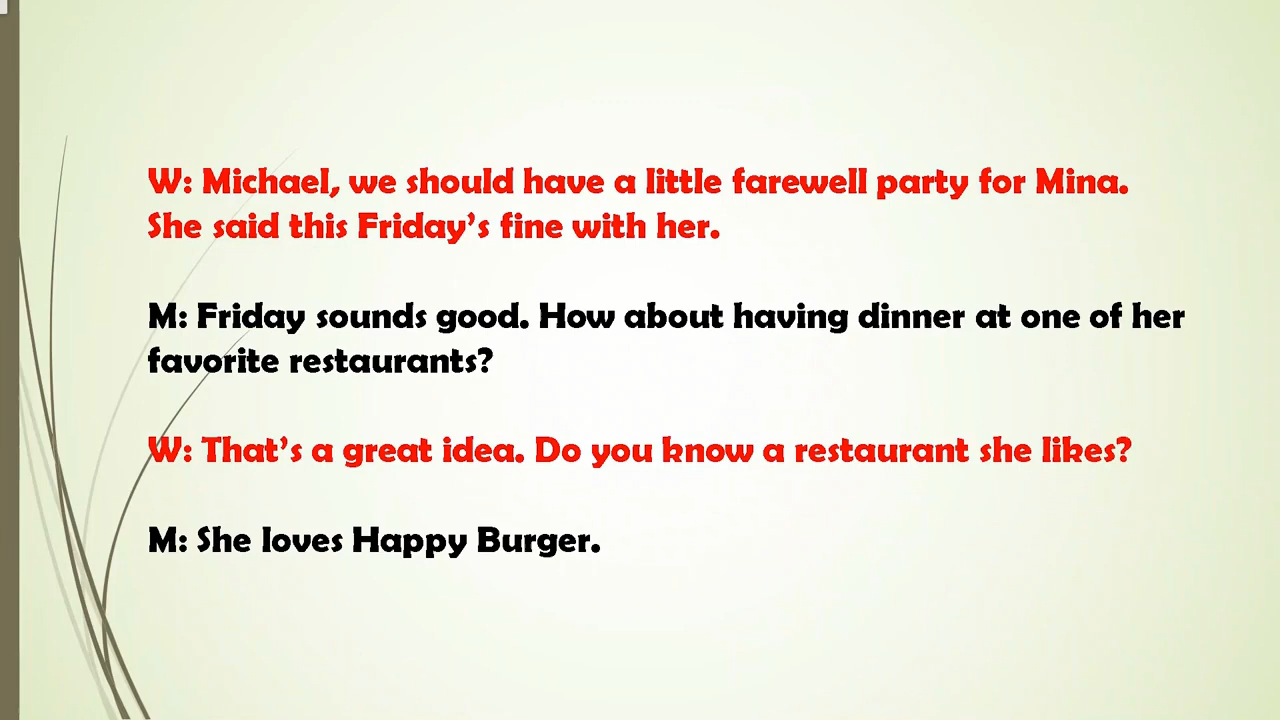 W: Michael, we should have a little farewell party for Mina.
She said this Friday’s fine with her.
M: Friday sounds good. How about having dinner at one of her
favorite restaurants?
W: That’s a great idea. Do you know a restaurant she likes?
M: She loves Happy Burger.